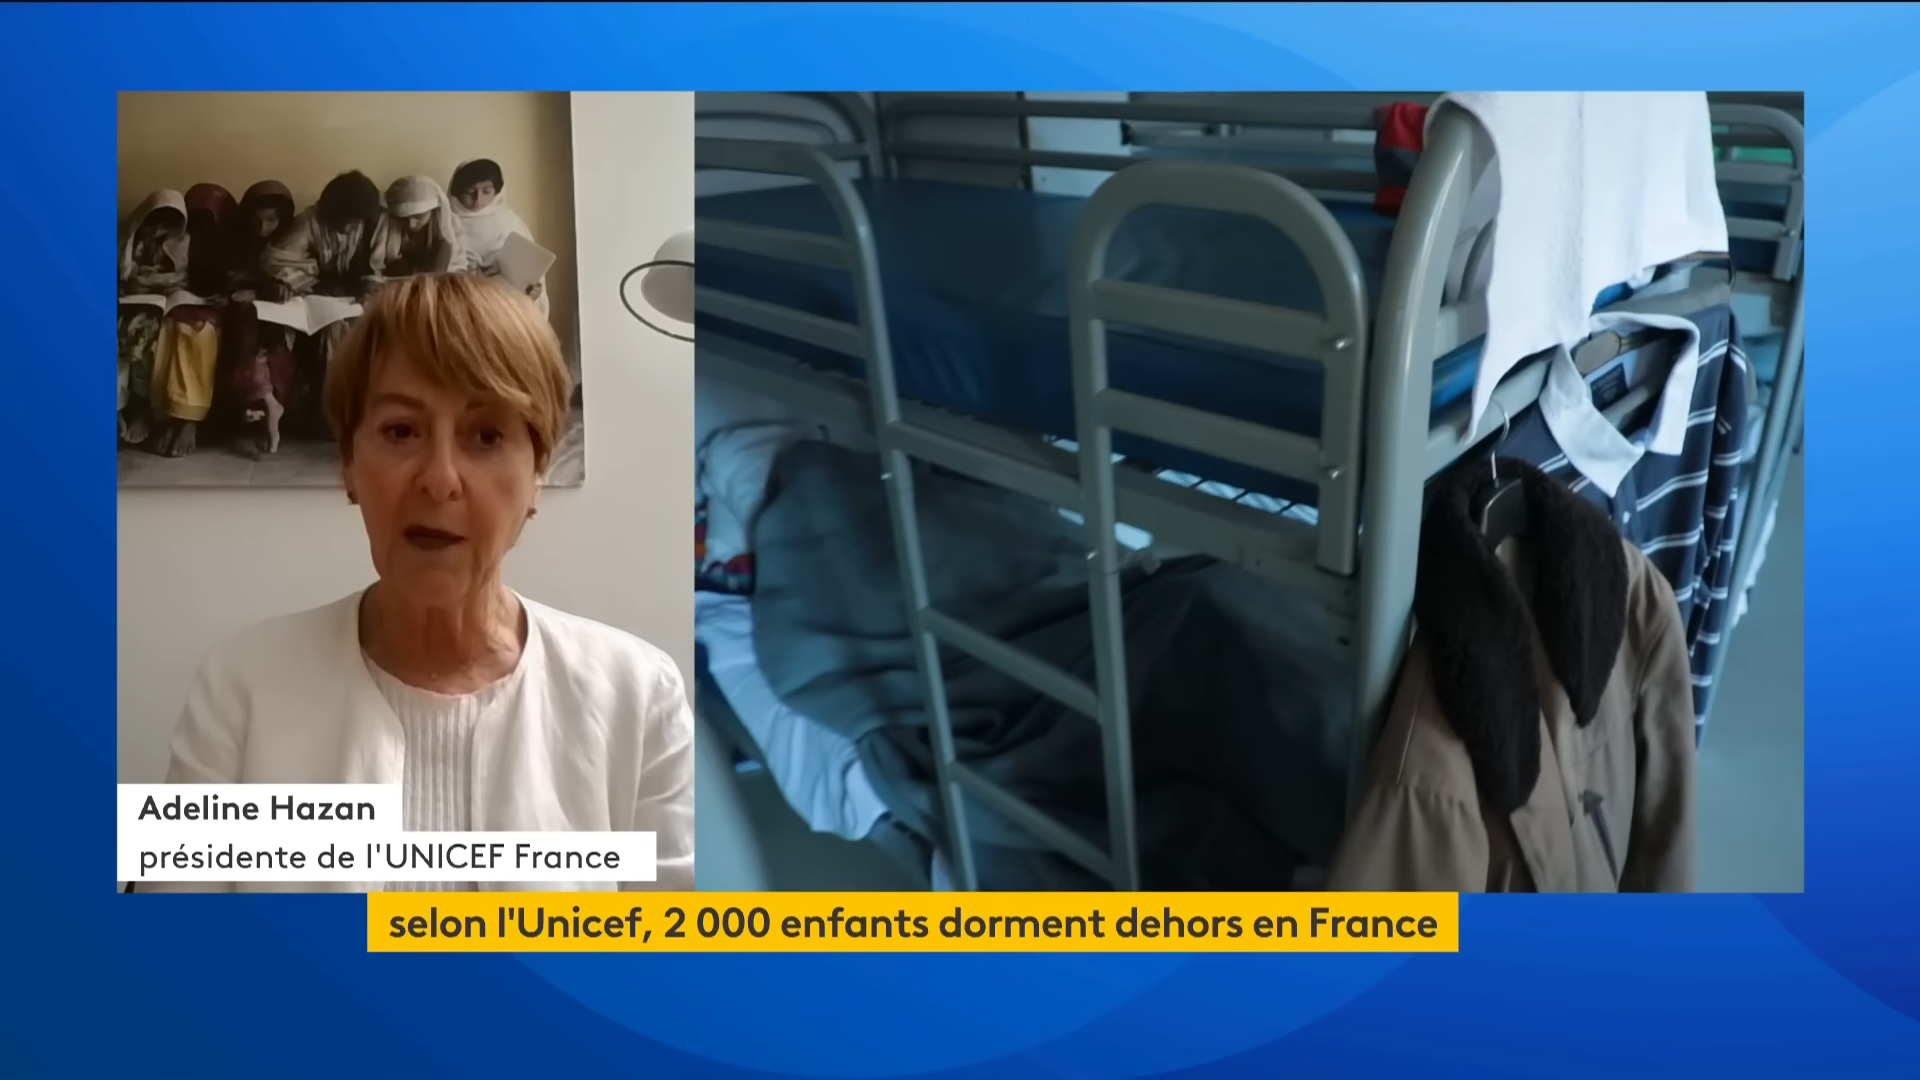 Adeline Hazan
présidente de l'UNICEF France
selon l'Unicef, 2 000 enfants dorment dehors en France